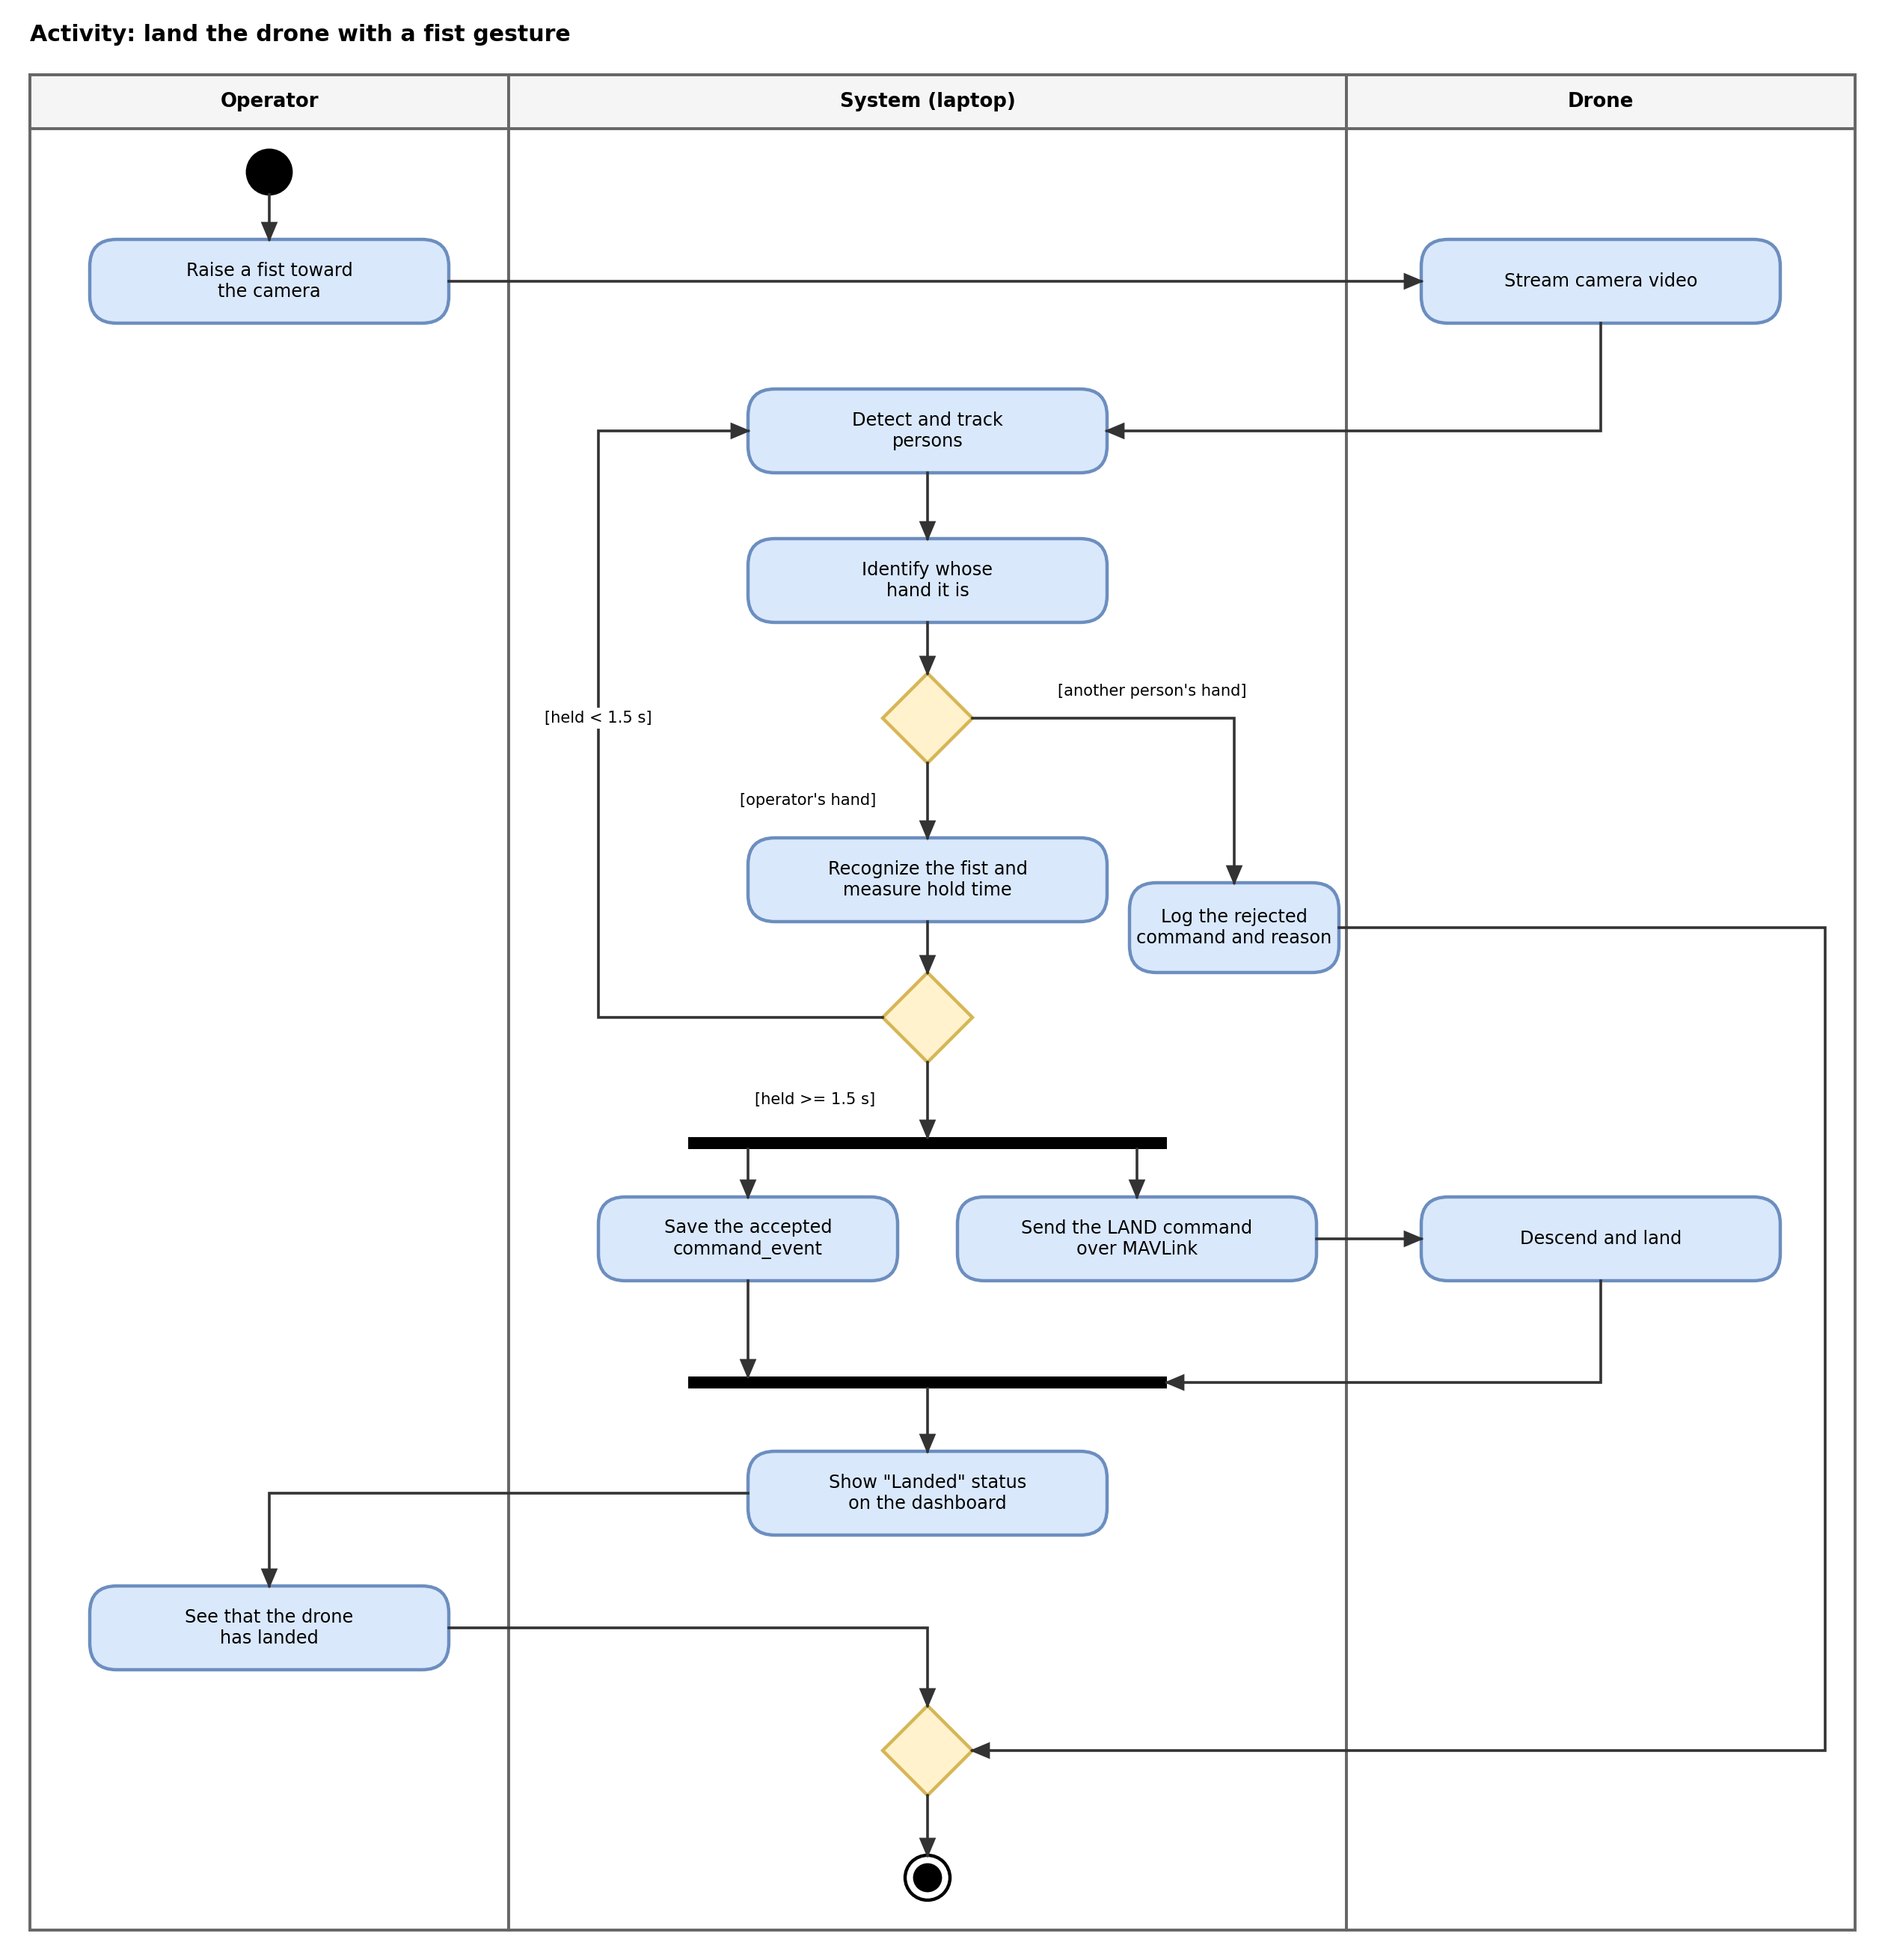 Activity: land the drone with a fist gesture
Operator
System (laptop)
Drone
Raise a fist toward
the camera
Stream camera video
Detect and track
persons
Identify whose
hand it is
[another person's hand]
[held < 1.5 s]
[operator's hand]
Recognize the fist and
measure hold time
Log the rejected
command and reason
[held >= 1.5 s]
Save the accepted
command_event
Send the LAND command
over MAVLink
Descend and land
Show "Landed" status
on the dashboard
See that the drone
has landed